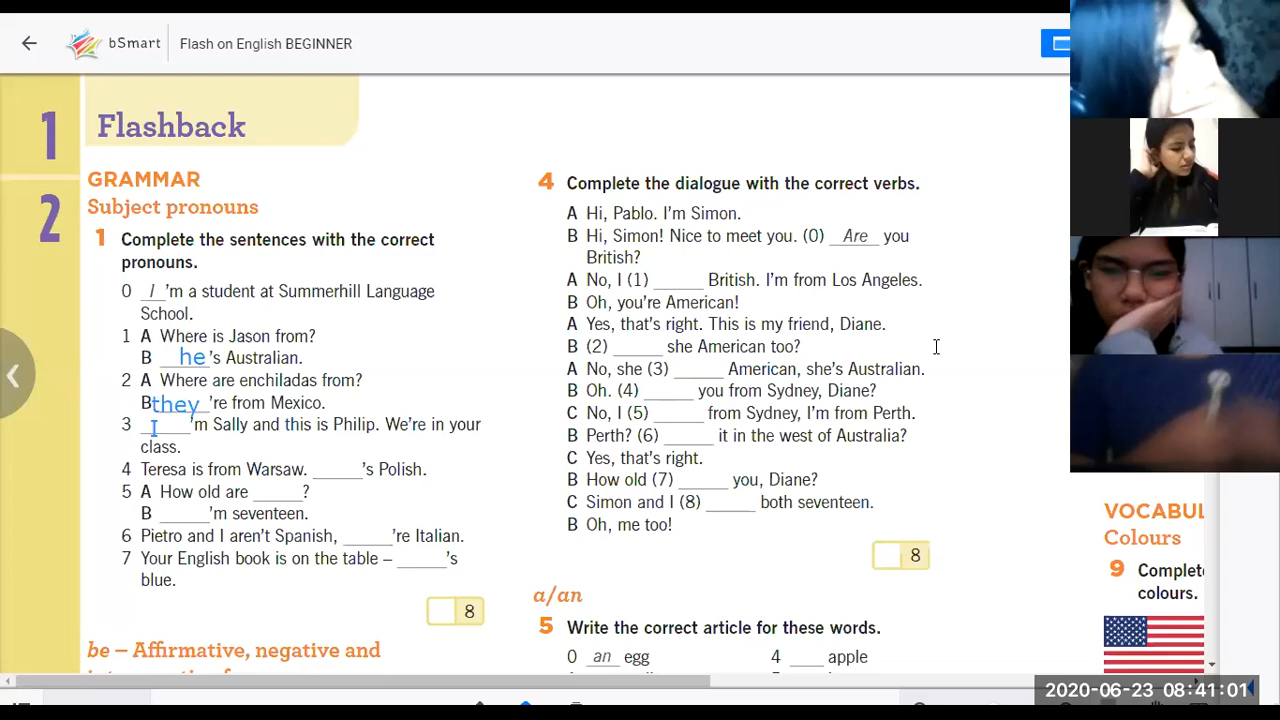 bSmart
Flash on English BEGINNER
1
Flashback
2
GRAMMAR
Subject pronouns
1 Complete the sentences with the correct
pronouns.
0 _I_ 'm a student at Summerhill Language
School.
1 A Where is Jason from?
B __he__ 's Australian.
2 A Where are enchiladas from?
B they_ 're from Mexico.
3 _I____ 'm Sally and this is Philip. We're in your
class.
4 Teresa is from Warsaw. _____ 's Polish.
5 A How old are _____ ?
B _____ 'm seventeen.
6 Pietro and I aren't Spanish, _____ 're Italian.
7 Your English book is on the table – _____ 's
blue.
8
be – Affirmative, negative and
4 Complete the dialogue with the correct verbs.
A Hi, Pablo. I'm Simon.
B Hi, Simon! Nice to meet you. (0) _Are_ you
British?
A No, I (1) _____ British. I'm from Los Angeles.
B Oh, you're American!
A Yes, that's right. This is my friend, Diane.
B (2) _____ she American too?
A No, she (3) _____ American, she's Australian.
B Oh. (4) _____ you from Sydney, Diane?
C No, I (5) _____ from Sydney, I'm from Perth.
B Perth? (6) _____ it in the west of Australia?
C Yes, that's right.
B How old (7) _____ you, Diane?
C Simon and I (8) _____ both seventeen.
B Oh, me too!
8
a/an
5 Write the correct article for these words.
0 _an_ egg
4 ____ apple
VOCABUL
Colours
9 Complet
colours.
2020-06-23 08:41:01